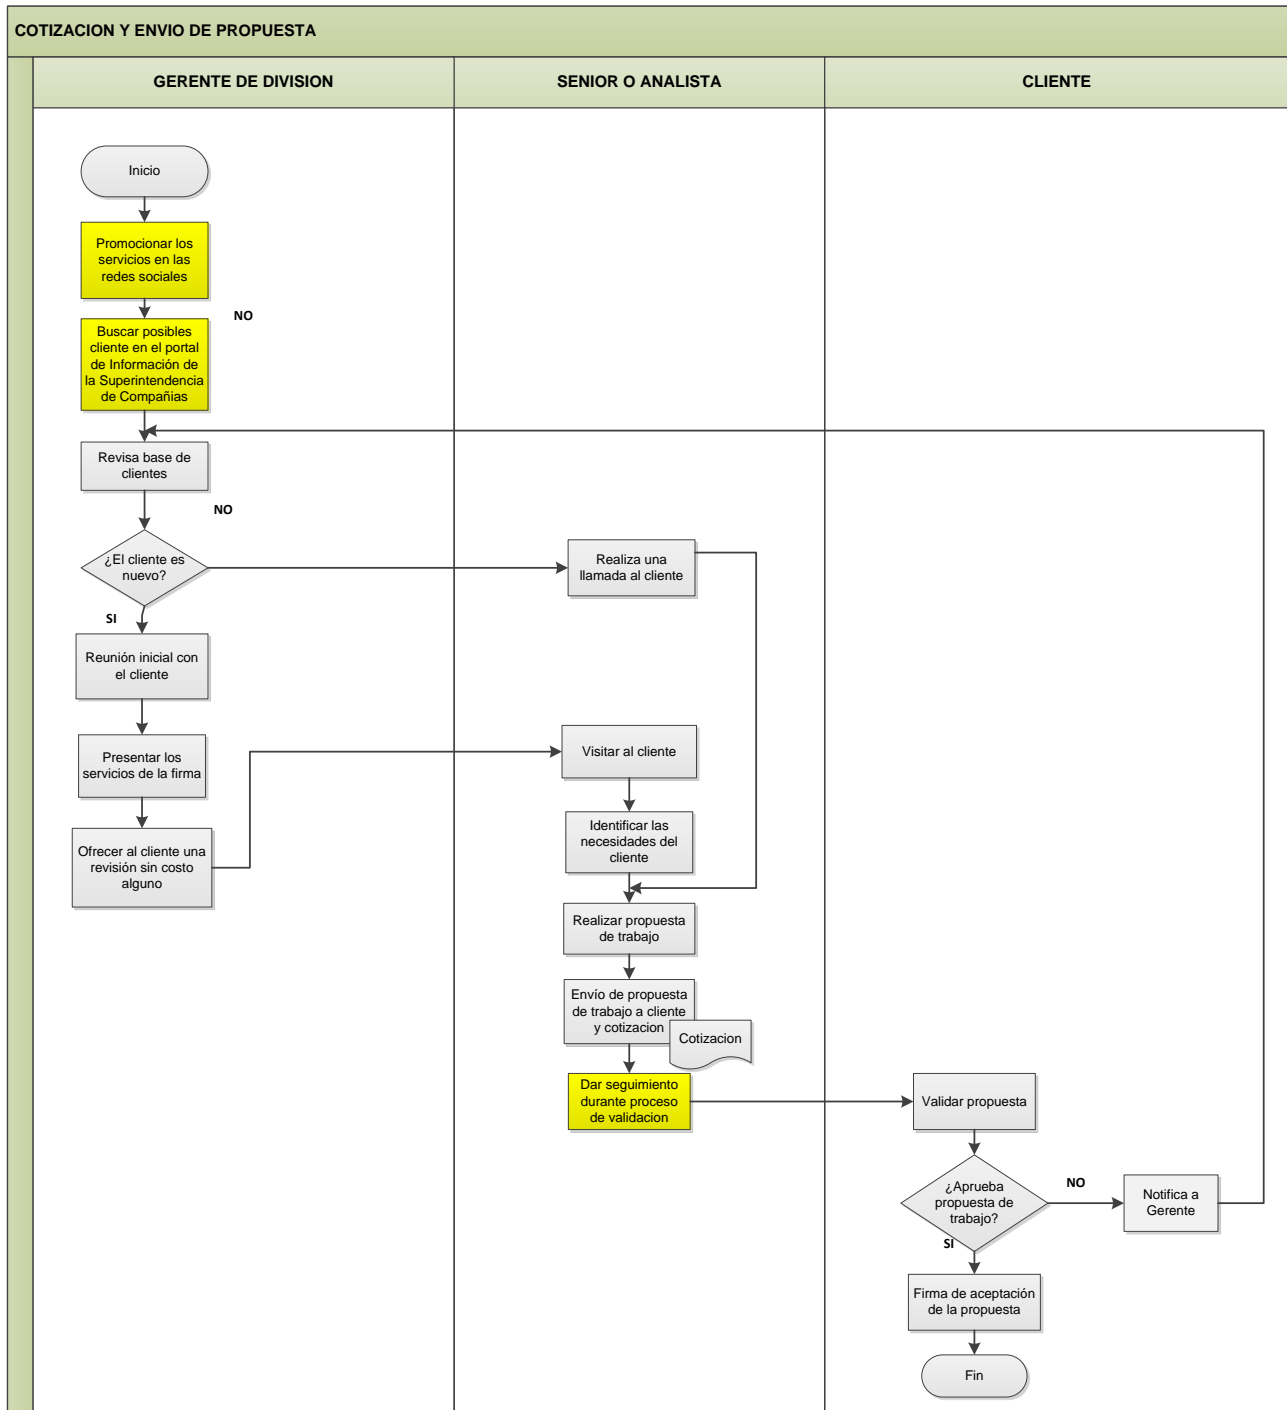 COTIZACION Y ENVIO DE PROPUESTA
GERENTE DE DIVISION
SENIOR O ANALISTA
CLIENTE
Inicio
Promocionar los
servicios en las
redes sociales
NO
Buscar posibles
cliente en el portal
de Información de
la Superintendencia
de Compañias
Revisa base de
clientes
NO
¿El cliente es
nuevo?
SI
Realiza una
llamada al cliente
Reunión inicial con
el cliente
Presentar los
servicios de la firma
Ofrecer al cliente una
revisión sin costo
alguno
Visitar al cliente
Identificar las
necesidades del
cliente
Realizar propuesta
de trabajo
Envío de propuesta
de trabajo a cliente
y cotizacion
Cotizacion
Dar seguimiento
durante proceso
de validacion
Validar propuesta
¿Aprueba
propuesta de
trabajo?
NO
SI
Notifica a
Gerente
Firma de aceptación
de la propuesta
Fin